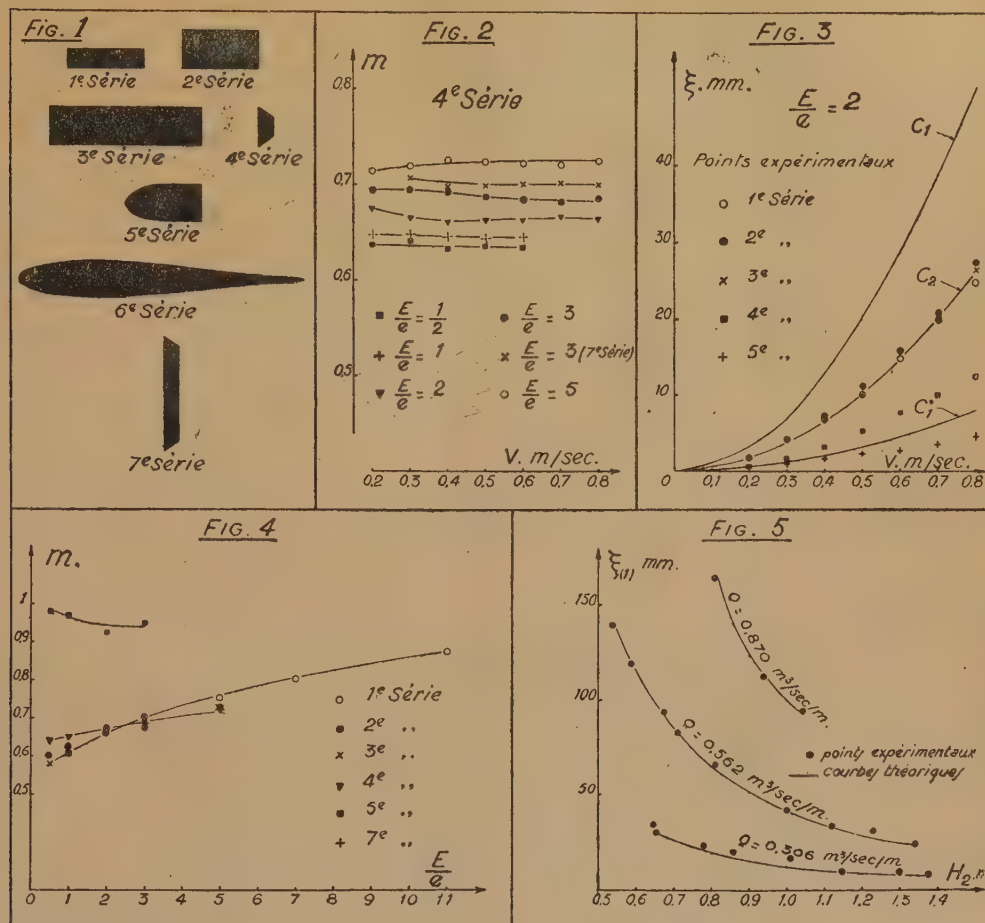 FIG. 1
1e Série
2e Série
3e Série
4e Série
5e Série
6e Série
7e Série
FIG. 2
m
4e Série
0,8
0,7
0,6
0,5
E/e = 1/2
E/e = 3
E/e = 1
E/e = 3 (7e Série)
E/e = 2
E/e = 5
V. m/sec.
0,2 0,3 0,4 0,5 0,6 0,7 0,8
FIG. 3
ξ. mm.
E/e = 2
C1
Points expérimentaux
1e Série
2e ,,
3e ,,
4e ,,
5e ,,
40
30
20
10
C2
C'1
V. m/sec.
0 0,1 0,2 0,3 0,4 0,5 0,6 0,7 0,8
FIG. 4
m.
1
0,9
0,8
0,7
0,6
0,5
1e Série
2e ,,
3e ,,
4e ,,
5e ,,
7e ,,
E/e
0 1 2 3 4 5 6 7 8 9 10 11
FIG. 5
ξ(1) mm.
150
100
50
Q = 0,870 m³/sec/m.
Q = 0,562 m³/sec/m.
Q = 0,306 m³/sec/m
points expérimentaux
courbes théoriques
H2. m
0.5 0.6 0.7 0.8 0.9 1.0 1.1 1.2 1.3 1.4